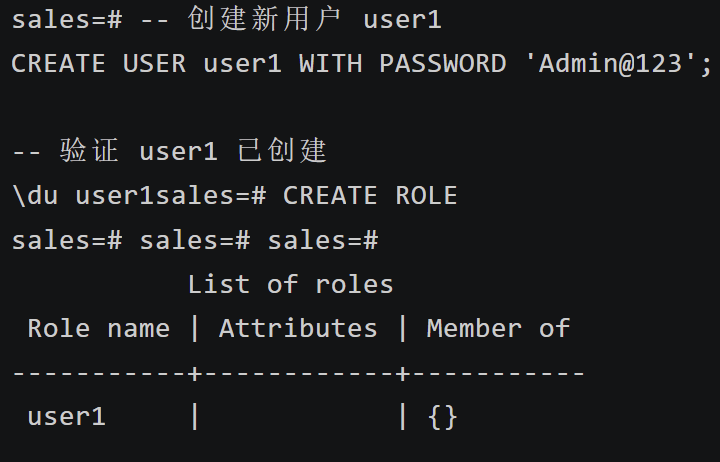 sales=# -- 创建新用户 user1
CREATE USER user1 WITH PASSWORD 'Admin@123';
-- 验证 user1 已创建
\du user1sales=# CREATE ROLE
sales=# sales=# sales=#
List of roles
Role name | Attributes | Member of
-----------+------------+-----------
user1 | | {}